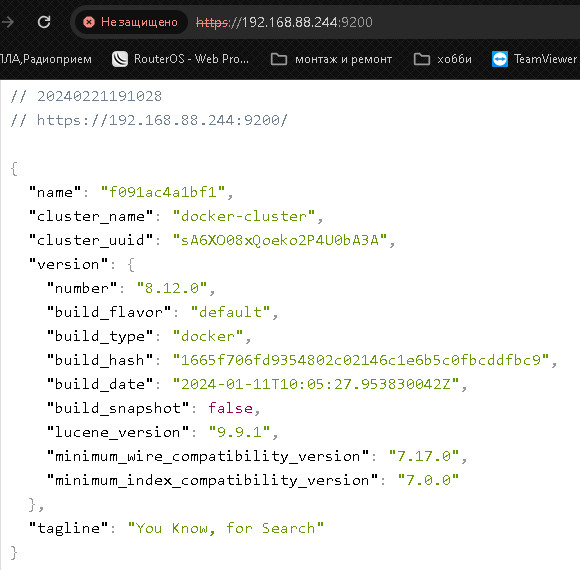 Не защищено https://192.168.88.244:9200
ПЛА,Радиоприем RouterOS - Web Pro... монтаж и ремонт хобби TeamViewer
// 20240221191028
// https://192.168.88.244:9200/
{
"name": "f091ac4a1bf1",
"cluster_name": "docker-cluster",
"cluster_uuid": "sA6XO08xQoeko2P4U0bA3A",
"version": {
"number": "8.12.0",
"build_flavor": "default",
"build_type": "docker",
"build_hash": "1665f706fd9354802c02146c1e6b5c0fbcddfbc9",
"build_date": "2024-01-11T10:05:27.953830042Z",
"build_snapshot": false,
"lucene_version": "9.9.1",
"minimum_wire_compatibility_version": "7.17.0",
"minimum_index_compatibility_version": "7.0.0"
},
"tagline": "You Know, for Search"
}